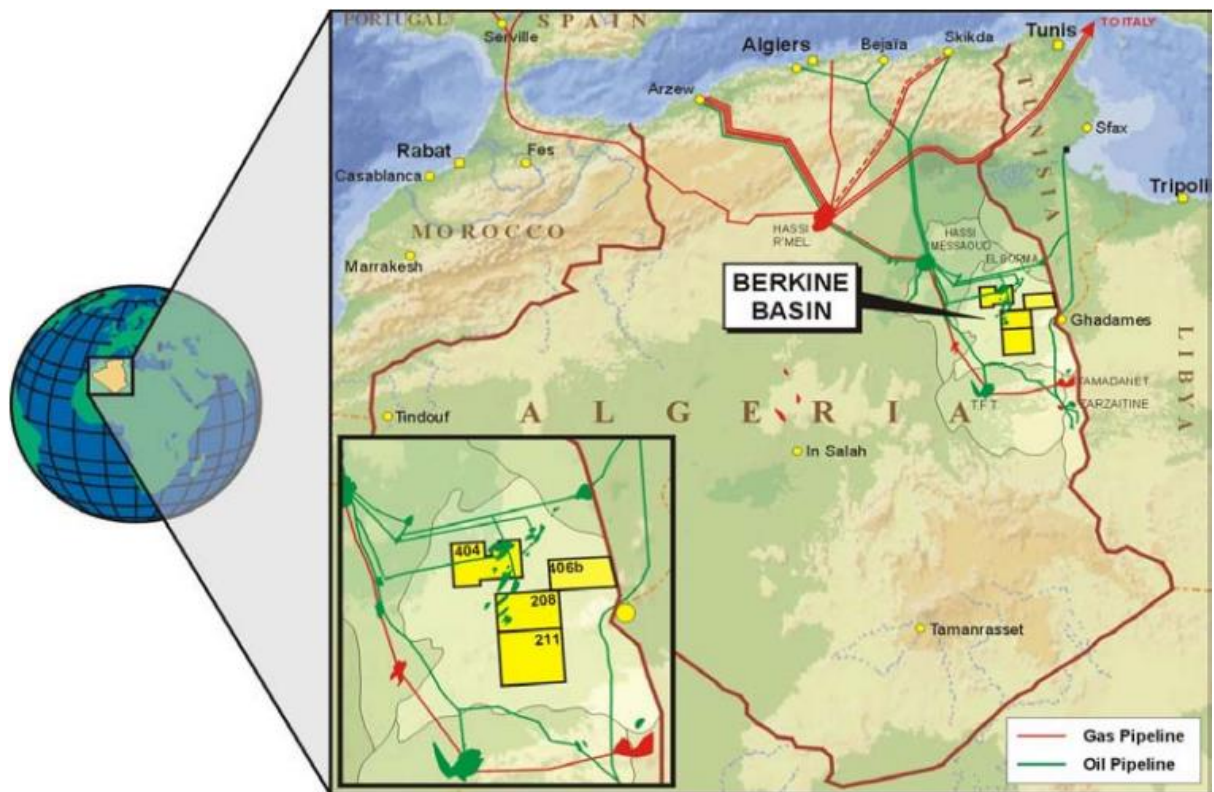 PORTUGAL
SPAIN
Serville
TO ITALY
Algiers
Bejaïa
Skikda
Tunis
Arzew
TUNISIA
Sfax
Rabat
Fes
Casablanca
Tripoli
MOROCCO
HASSI
R'MEL
HASSI
MESSAOUD
EL BORMA
Marrakesh
BERKINE
BASIN
Ghadames
LIBYA
TAMADANET
Tindouf
ALGERIA
T.F.T
ZARZAITINE
In Salah
404
406b
208
211
Tamanrasset
Gas Pipeline
Oil Pipeline